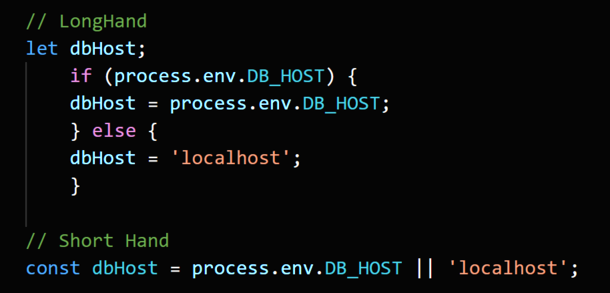 // LongHand
let dbHost;
    if (process.env.DB_HOST) {
    dbHost = process.env.DB_HOST;
    } else {
    dbHost = 'localhost';
    }
// Short Hand
const dbHost = process.env.DB_HOST || 'localhost';